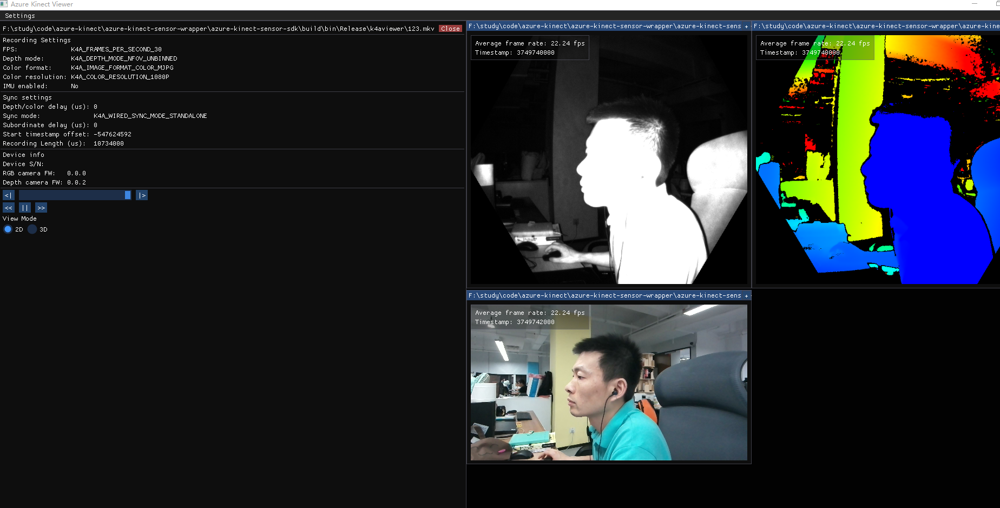 Azure Kinect Viewer
Settings
F:\study\code\azure-kinect\azure-kinect-sensor-wrapper\azure-kinect-sensor-sdk\build\bin\Release\k4aviewer\123.mkv Close
Recording Settings
FPS: K4A_FRAMES_PER_SECOND_30
Depth mode: K4A_DEPTH_MODE_NFOV_UNBINNED
Color format: K4A_IMAGE_FORMAT_COLOR_MJPG
Color resolution: K4A_COLOR_RESOLUTION_1080P
IMU enabled: No
Sync settings
Depth/color delay (us): 0
Sync mode: K4A_WIRED_SYNC_MODE_STANDALONE
Subordinate delay (us): 0
Start timestamp offset: -547624592
Recording Length (us): 10734000
Device info
Device S/N:
RGB camera FW: 0.0.0
Depth camera FW: 0.0.2
<| |>
<< || >>
View Mode
2D 3D
F:\study\code\azure-kinect\azure-kinect-sensor-wrapper\azure-kinect-sens +
Average frame rate: 22.24 fps
Timestamp: 3749740000
F:\study\code\azure-kinect\azure-kinect-sensor-wrapper\azure-kine
Average frame rate: 22.24 fps
Timestamp: 3749740000
F:\study\code\azure-kinect\azure-kinect-sensor-wrapper\azure-kinect-sens +
Average frame rate: 22.24 fps
Timestamp: 3749742000